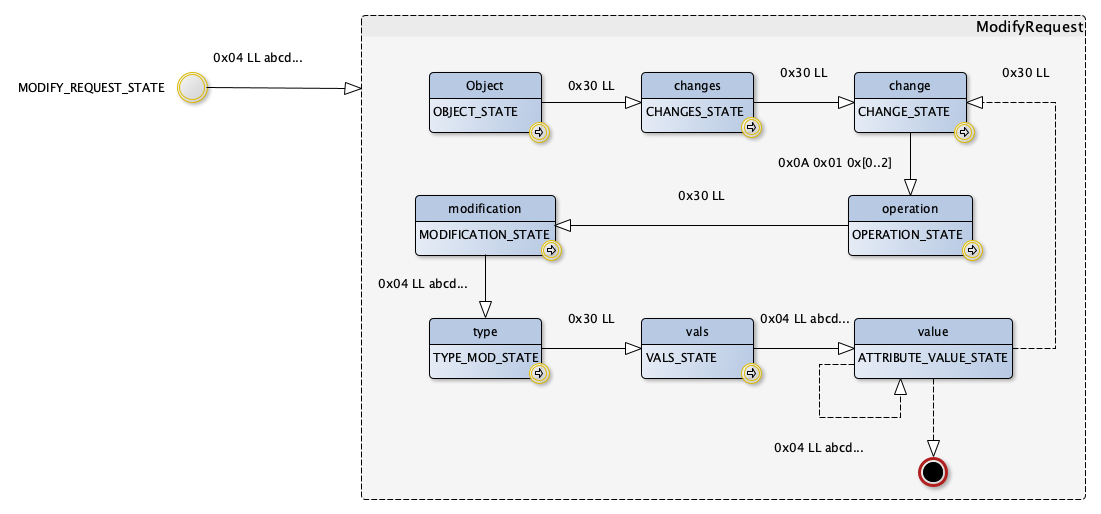 ModifyRequest
0x04 LL abcd...
MODIFY_REQUEST_STATE
Object
OBJECT_STATE
0x30 LL
changes
CHANGES_STATE
0x30 LL
change
CHANGE_STATE
0x30 LL
0x0A 0x01 0x[0..2]
modification
MODIFICATION_STATE
0x30 LL
operation
OPERATION_STATE
0x04 LL abcd...
type
TYPE_MOD_STATE
0x30 LL
vals
VALS_STATE
0x04 LL abcd...
value
ATTRIBUTE_VALUE_STATE
0x04 LL abcd...